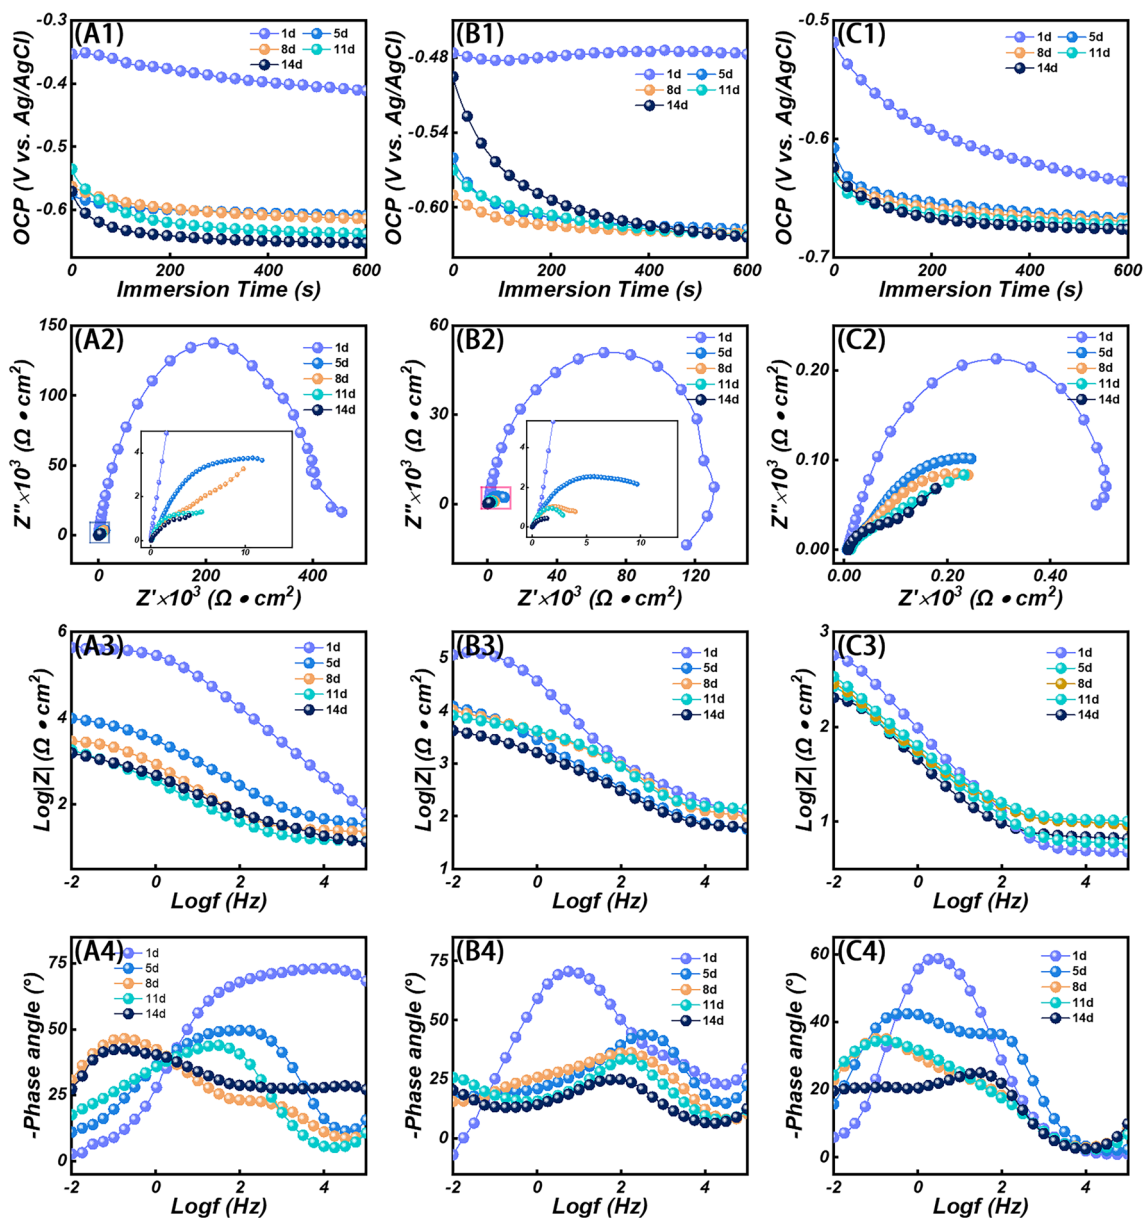 (A1)
-0.3
-0.4
-0.5
-0.6
OCP (V vs. Ag/AgCl)
1d 5d
8d 11d
14d
0 200 400 600
Immersion Time (s)
(B1)
-0.48
-0.54
-0.60
OCP (V vs. Ag/AgCl)
1d 5d
8d 11d
14d
0 200 400 600
Immersion Time (s)
(C1)
-0.5
-0.6
-0.7
OCP (V vs. Ag/AgCl)
1d 5d
8d 11d
14d
0 200 400 600
Immersion Time (s)
(A2)
150
100
50
0
Z"×10³ (Ω • cm²)
1d
5d
8d
11d
14d
4
2
0
0 10
0 200 400
Z'×10³ (Ω • cm²)
(B2)
60
30
0
Z"×10³ (Ω • cm²)
1d
5d
8d
11d
14d
4
2
0
0 5 10
0 40 80 120
Z'×10³ (Ω • cm²)
(C2)
0.20
0.10
0.00
Z"×10³ (Ω • cm²)
1d
5d
8d
11d
14d
0.00 0.20 0.40
Z'×10³ (Ω • cm²)
(A3)
6
4
2
Log|Z| (Ω • cm²)
1d
5d
8d
11d
14d
-2 0 2 4
Logf (Hz)
(B3)
5
4
3
2
1
Log|Z| (Ω • cm²)
1d
5d
8d
11d
14d
-2 0 2 4
Logf (Hz)
(C3)
3
2
1
Log|Z| (Ω • cm²)
1d
5d
8d
11d
14d
-2 0 2 4
Logf (Hz)
(A4)
75
50
25
0
-Phase angle (°)
1d
5d
8d
11d
14d
-2 0 2 4
Logf (Hz)
(B4)
75
50
25
0
-Phase angle (°)
1d
5d
8d
11d
14d
-2 0 2 4
Logf (Hz)
(C4)
60
40
20
0
-Phase angle (°)
1d
5d
8d
11d
14d
-2 0 2 4
Logf (Hz)